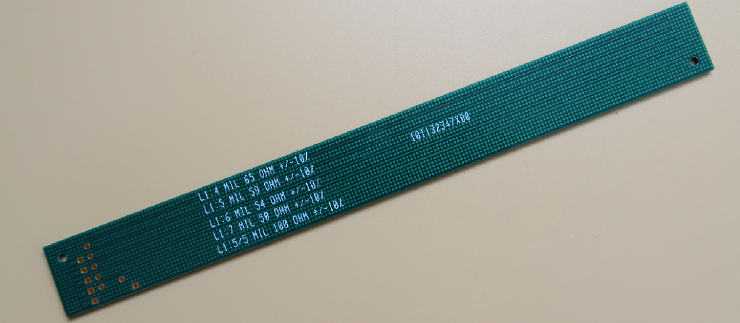 L1:4 MIL 65 OHM +/-10%
L1:5 MIL 59 OHM +/-10%
L1:6 MIL 54 OHM +/-10%
L1:7 MIL 50 OHM +/-10%
L1:5/5 MIL 100 OHM +/-10%
10T132347X00